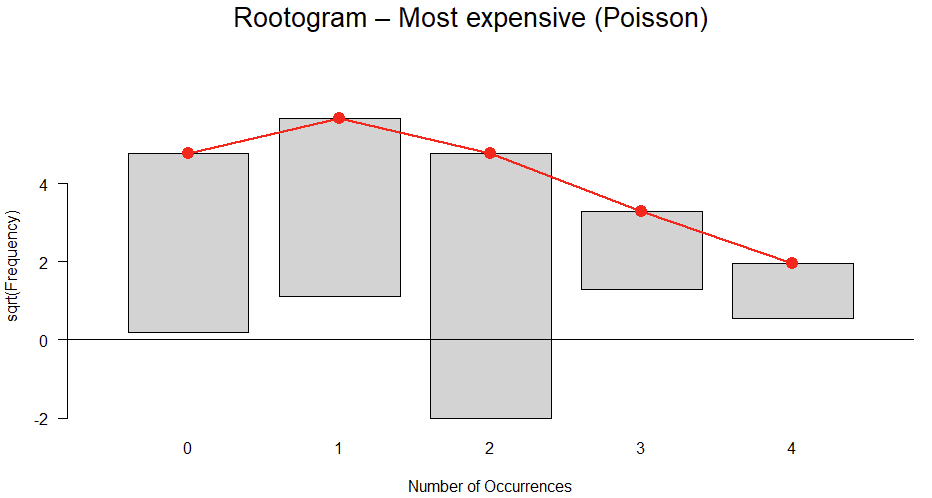 Rootogram – Most expensive (Poisson)
sqrt(Frequency)
4
2
0
-2
0 1 2 3 4
Number of Occurrences